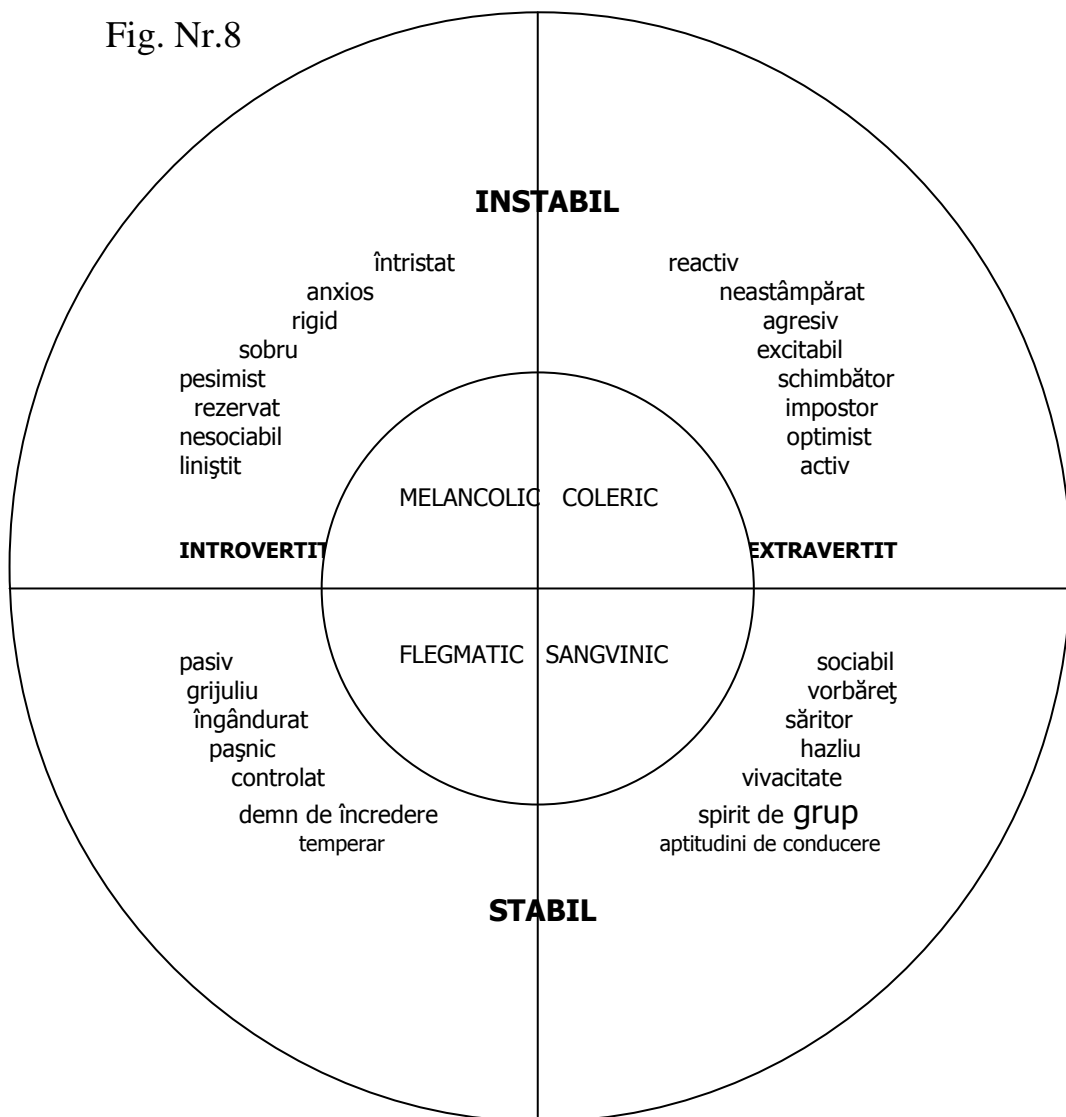 Fig. Nr.8
INSTABIL
întristat reactiv
anxios neastâmpărat
rigid agresiv
sobru excitabil
pesimist schimbător
rezervat impostor
nesociabil optimist
liniştit activ
MELANCOLIC COLERIC
INTROVERTIT EXTRAVERTIT
FLEGMATIC SANGVINIC
pasiv sociabil
grijuliu vorbăreţ
îngândurat săritor
paşnic hazliu
controlat vivacitate
demn de încredere spirit de grup
temperar aptitudini de conducere
STABIL